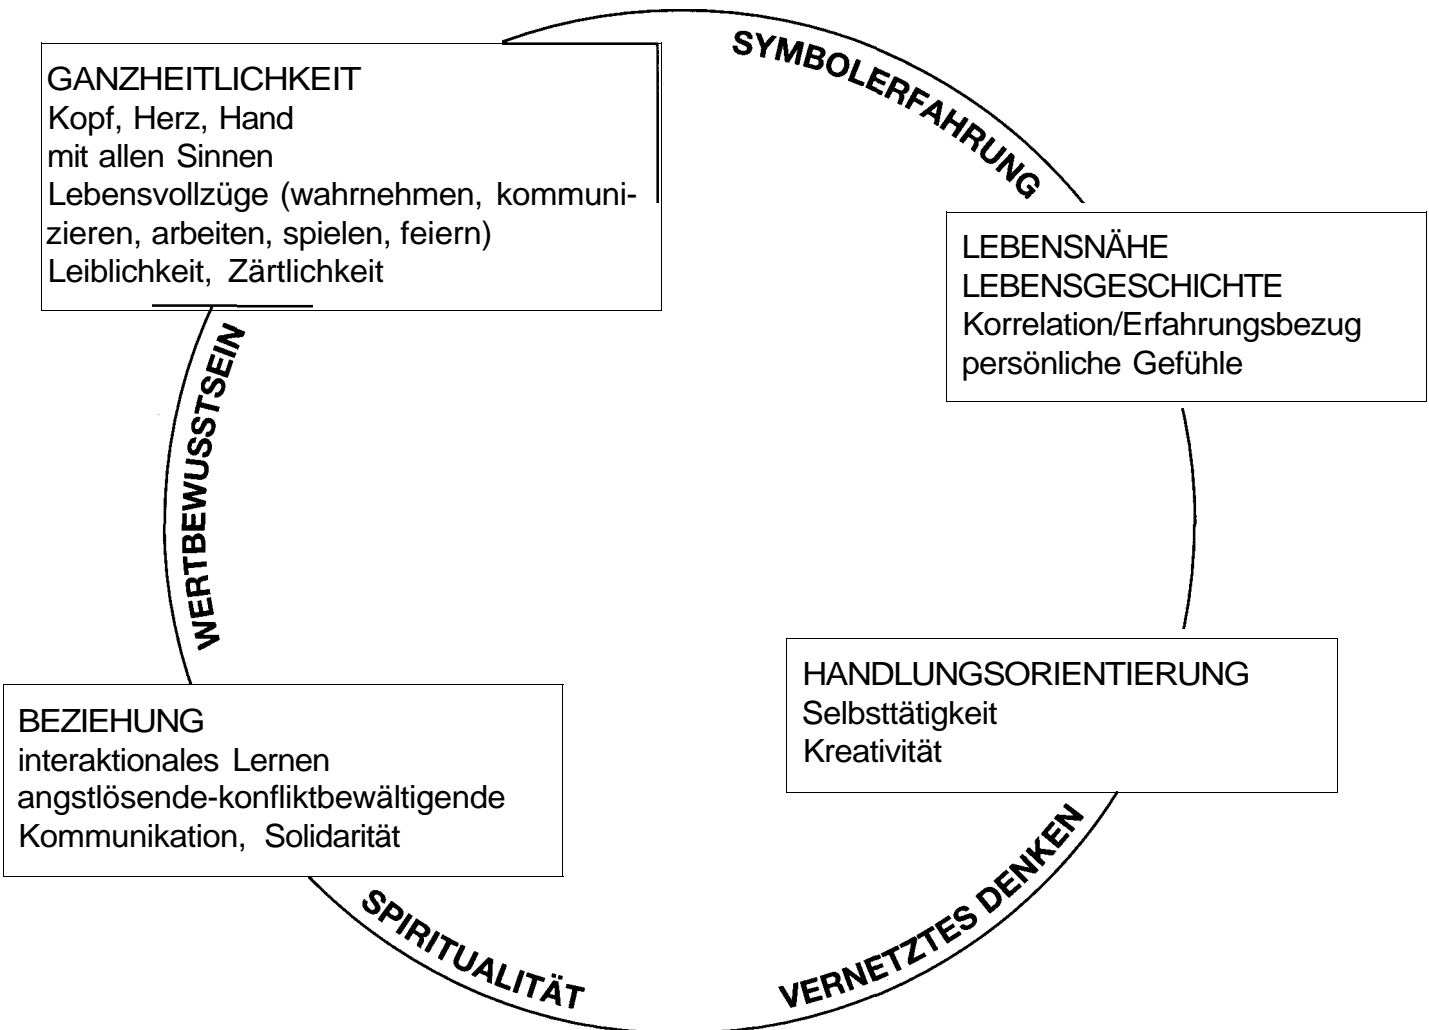 SYMBOLERFAHRUNG
GANZHEITLICHKEIT
Kopf, Herz, Hand
mit allen Sinnen
Lebensvollzüge (wahrnehmen, kommuni-
zieren, arbeiten, spielen, feiern)
Leiblichkeit, Zärtlichkeit
LEBENSNÄHE
LEBENSGESCHICHTE
Korrelation/Erfahrungsbezug
persönliche Gefühle
WERTBEWUSSTSEIN
HANDLUNGSORIENTIERUNG
Selbsttätigkeit
Kreativität
BEZIEHUNG
interaktionales Lernen
angstlösende-konfliktbewältigende
Kommunikation, Solidarität
SPIRITUALITÄT
VERNETZTES DENKEN